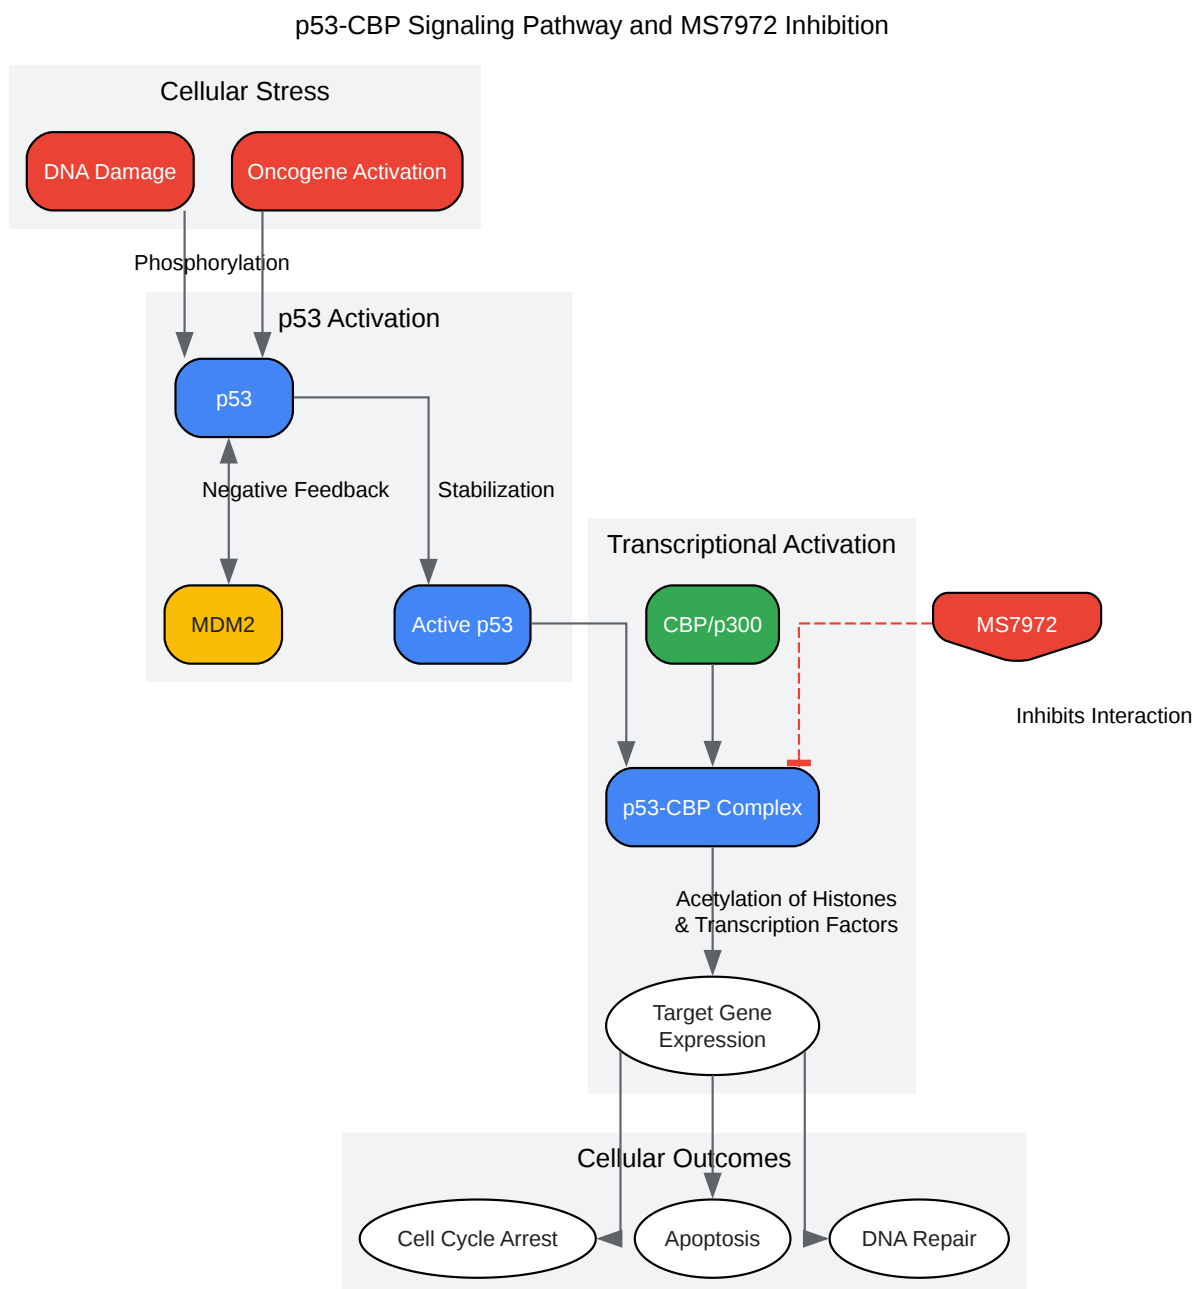 p53-CBP Signaling Pathway and MS7972 Inhibition
Cellular Stress
DNA Damage
Oncogene Activation
Phosphorylation
p53 Activation
p53
Negative Feedback
Stabilization
Transcriptional Activation
MDM2
Active p53
CBP/p300
MS7972
Inhibits Interaction
p53-CBP Complex
Acetylation of Histones
& Transcription Factors
Target Gene
Expression
Cellular Outcomes
Cell Cycle Arrest
Apoptosis
DNA Repair